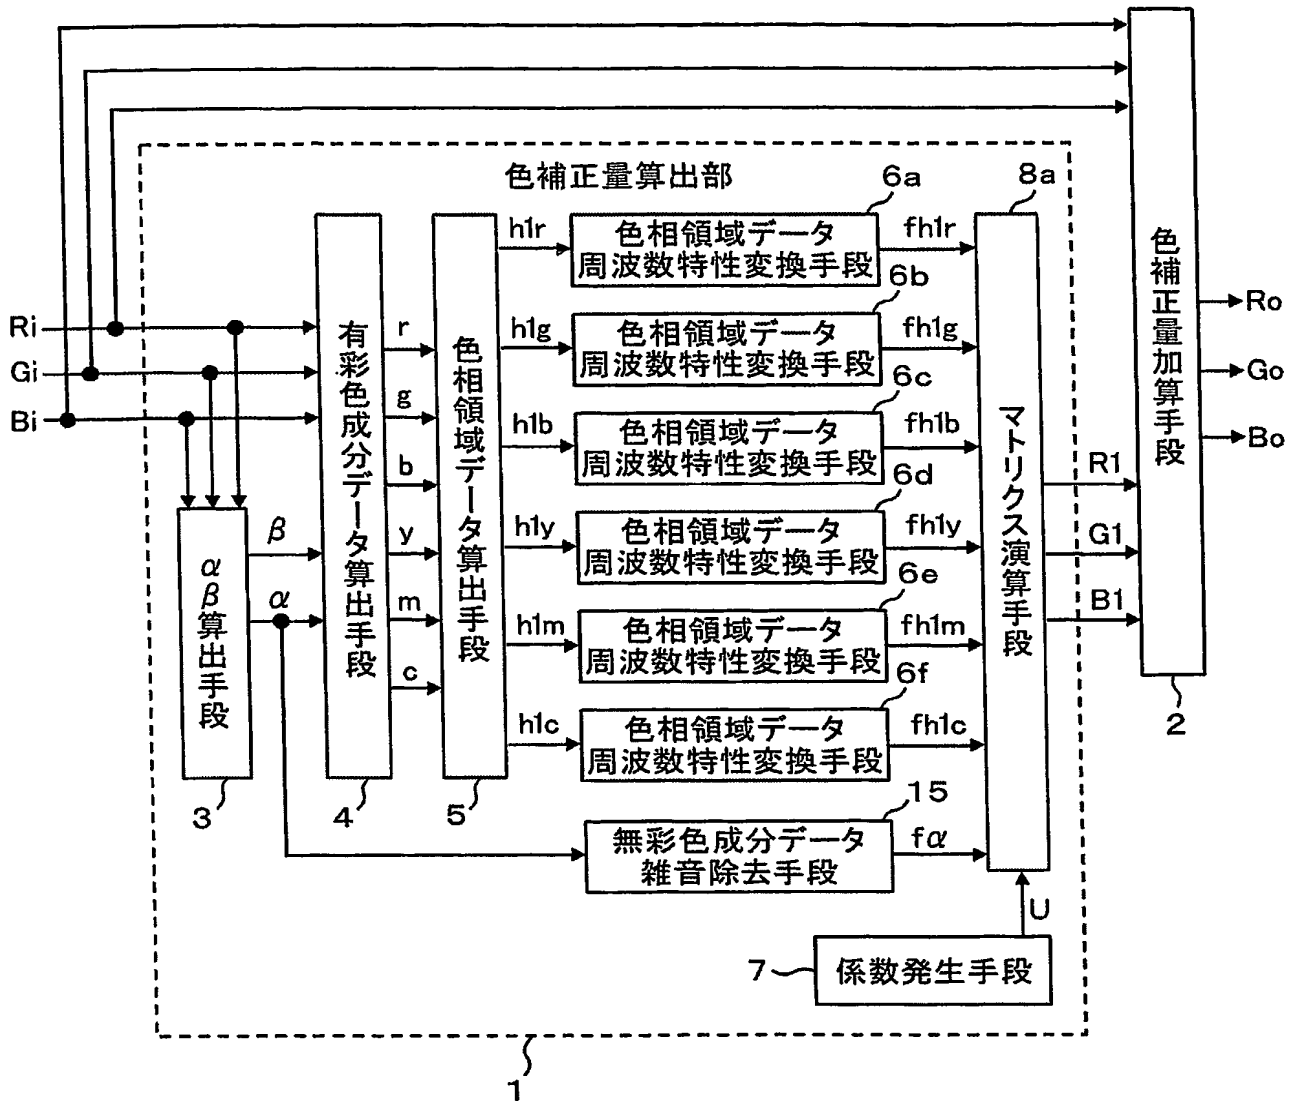 色補正量算出部
6a
8a
h1r
色相領域データ
周波数特性変換手段
fh1r
6b
Ri
Gi
Bi
r
g
b
y
m
c
h1g
色相領域データ
周波数特性変換手段
fh1g
6c
h1b
色相領域データ
周波数特性変換手段
fh1b
6d
h1y
色相領域データ
周波数特性変換手段
fh1y
6e
h1m
色相領域データ
周波数特性変換手段
fh1m
6f
h1c
色相領域データ
周波数特性変換手段
fh1c
β
α
αβ算出手段
3
有彩色成分データ算出手段
4
色相領域データ算出手段
5
15
無彩色成分データ
雑音除去手段
fα
マトリクス演算手段
U
7
係数発生手段
R1
G1
B1
色補正量加算手段
2
Ro
Go
Bo
1